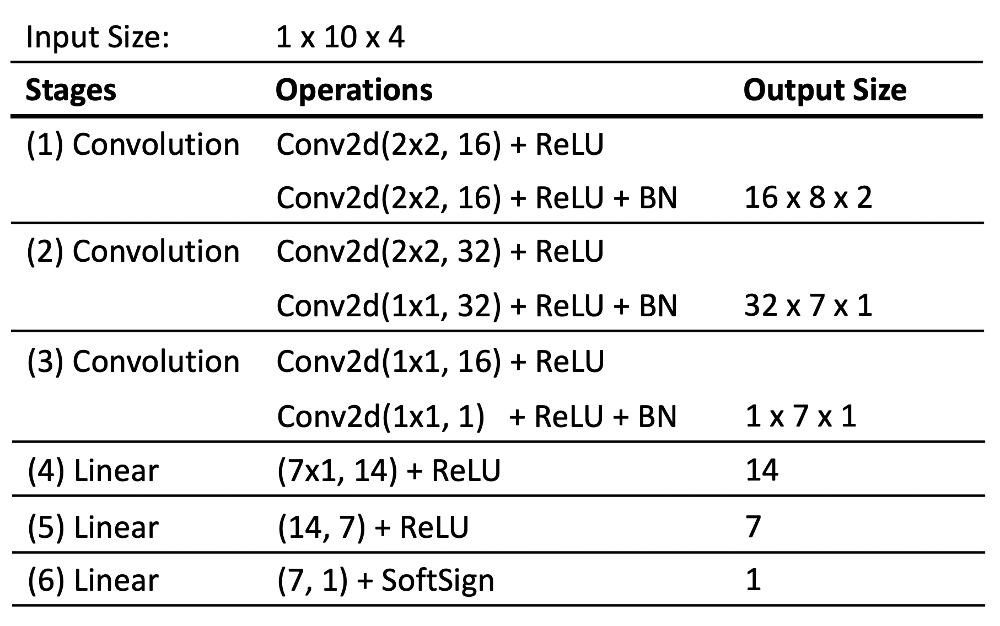 Input Size: 1 x 10 x 4
Stages Operations Output Size
(1) Convolution Conv2d(2x2, 16) + ReLU
Conv2d(2x2, 16) + ReLU + BN 16 x 8 x 2
(2) Convolution Conv2d(2x2, 32) + ReLU
Conv2d(1x1, 32) + ReLU + BN 32 x 7 x 1
(3) Convolution Conv2d(1x1, 16) + ReLU
Conv2d(1x1, 1) + ReLU + BN 1 x 7 x 1
(4) Linear (7x1, 14) + ReLU 14
(5) Linear (14, 7) + ReLU 7
(6) Linear (7, 1) + SoftSign 1